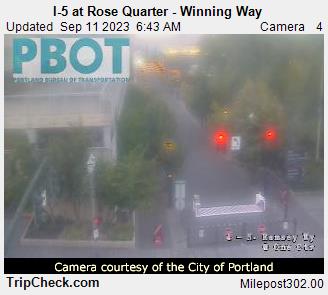 I-5 at Rose Quarter - Winning Way
Updated Sep 11 2023 6:43 AM Camera 4
PBOT
PORTLAND BUREAU OF TRANSPORTATION
Camera courtesy of the City of Portland
TripCheck.com Milepost302.00